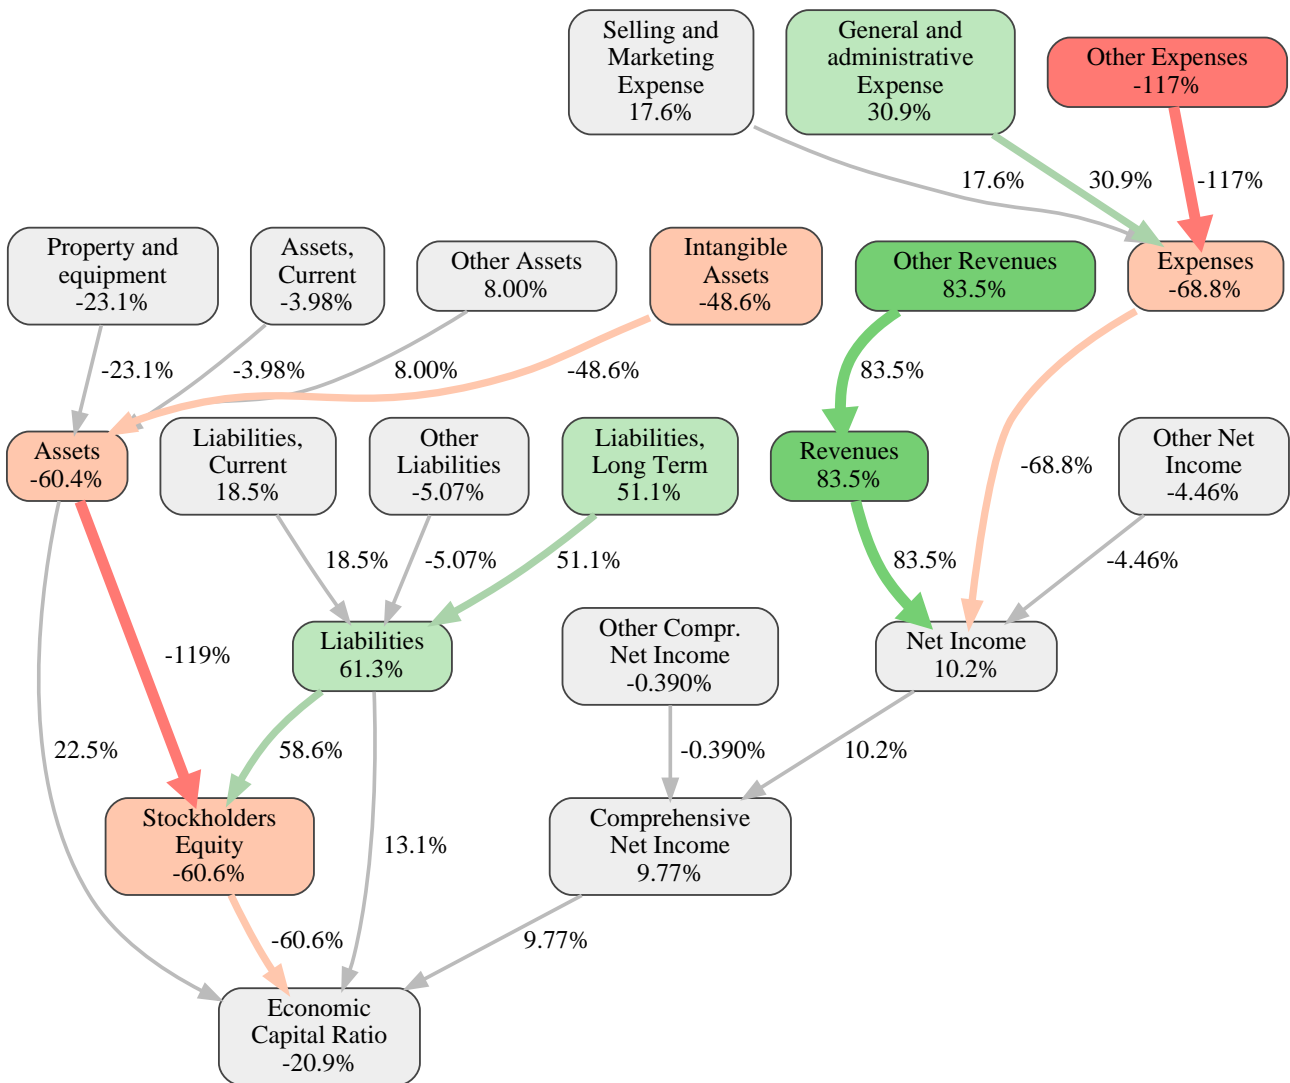 Selling and
Marketing
Expense
17.6%
General and
administrative
Expense
30.9%
Other Expenses
-117%
17.6%
30.9%
-117%
Property and
equipment
-23.1%
Assets,
Current
-3.98%
Other Assets
8.00%
Intangible
Assets
-48.6%
Other Revenues
83.5%
Expenses
-68.8%
-23.1%
-3.98%
8.00%
-48.6%
83.5%
-68.8%
Assets
-60.4%
Liabilities,
Current
18.5%
Other
Liabilities
-5.07%
Liabilities,
Long Term
51.1%
Revenues
83.5%
Other Net
Income
-4.46%
18.5%
-5.07%
51.1%
83.5%
-4.46%
-119%
Liabilities
61.3%
Other Compr.
Net Income
-0.390%
Net Income
10.2%
22.5%
58.6%
-0.390%
10.2%
Stockholders
Equity
-60.6%
13.1%
Comprehensive
Net Income
9.77%
-60.6%
9.77%
Economic
Capital Ratio
-20.9%